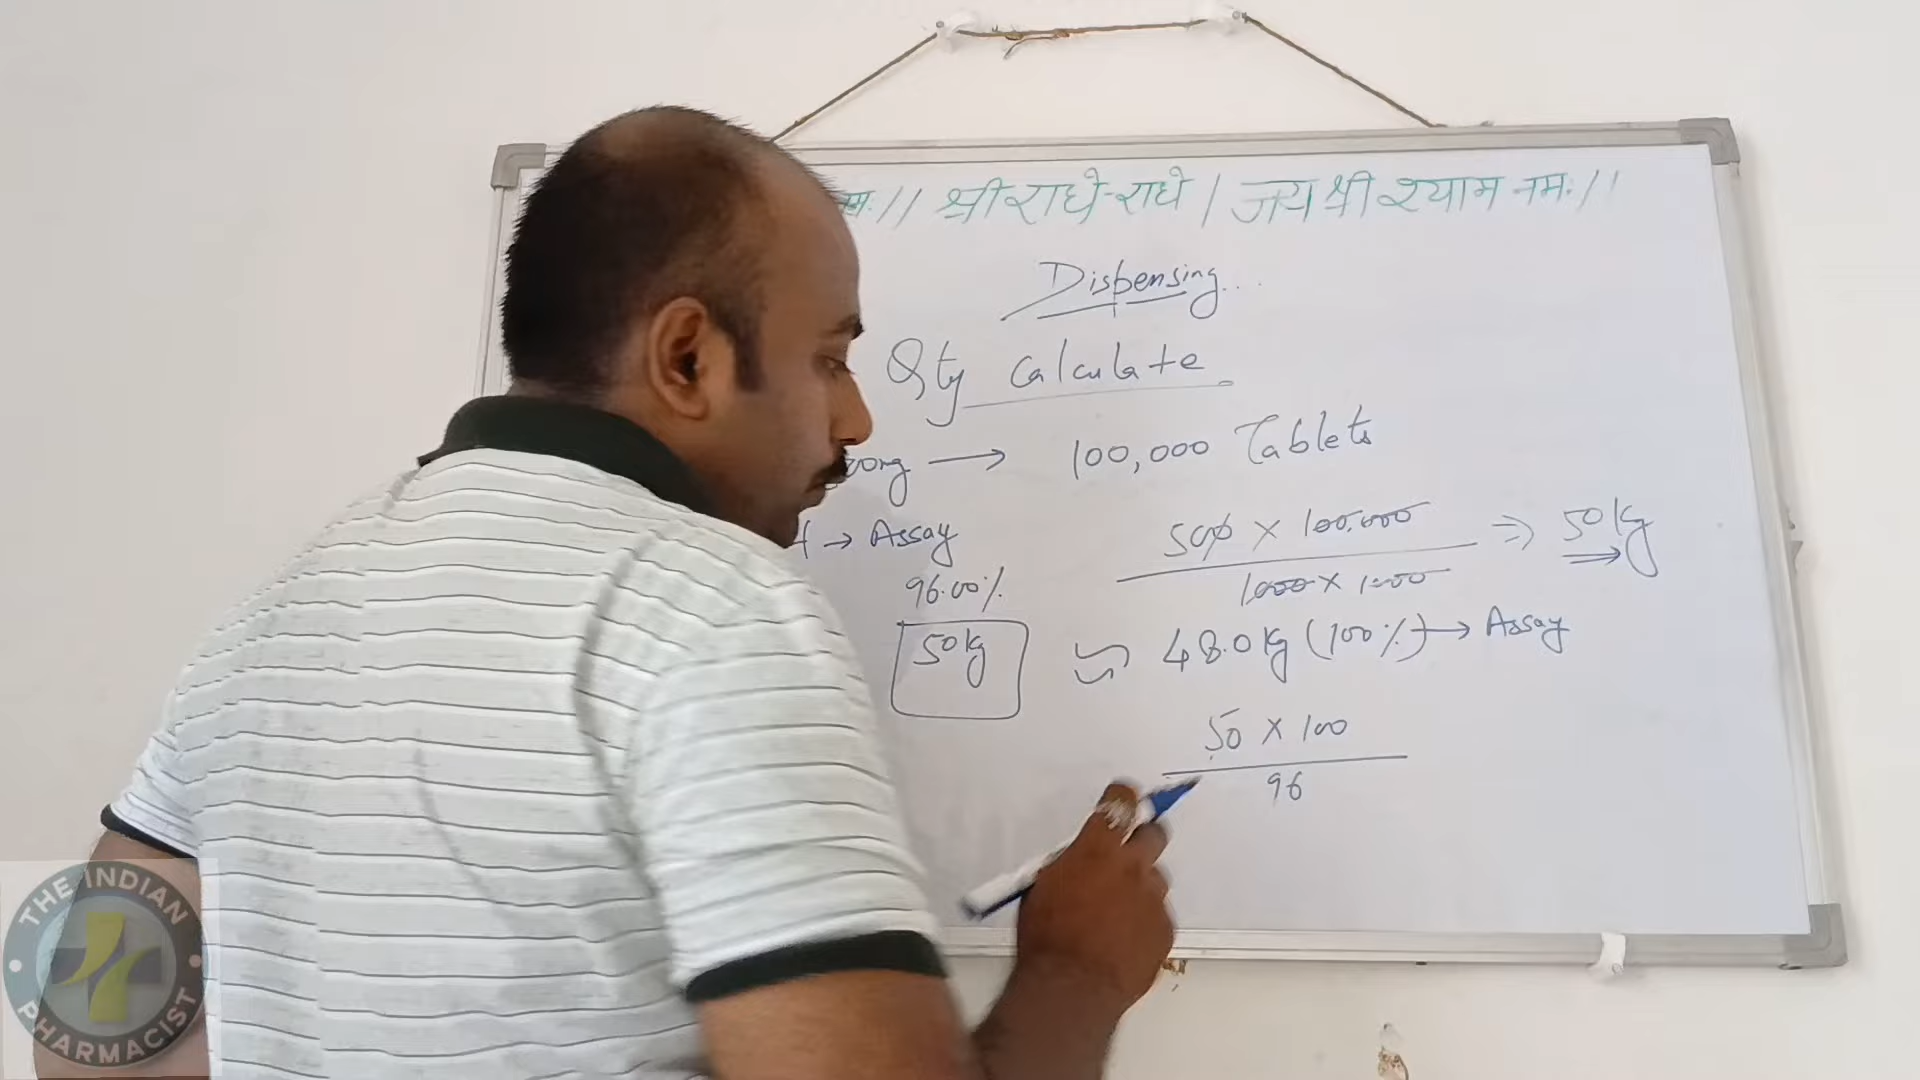 // श्री राधे-राधे / जय श्री श्याम नमः //
Dispensing...
Qty Calculate
→ 100,000 Tablets
→ Assay
96.00%
500 x 100,000 ⇒ 50 kg
1000 x 1000
50 kg
48.0 kg (100%) → Assay
50 x 100
96
THE INDIAN PHARMACIST